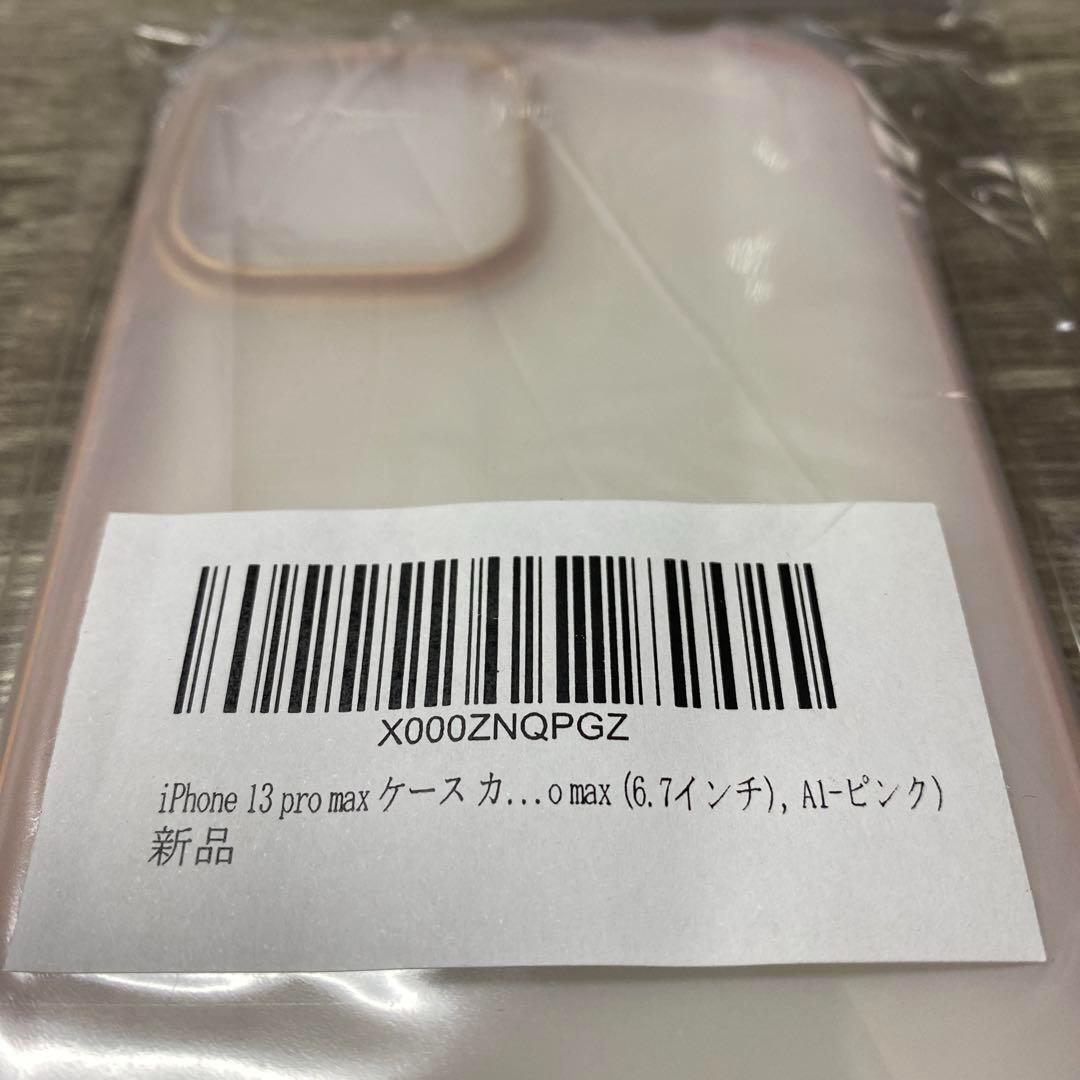 X000ZNQPGZ
iPhone 13 pro max ケース カ...o max (6.7インチ), A1-ピンク)
新品